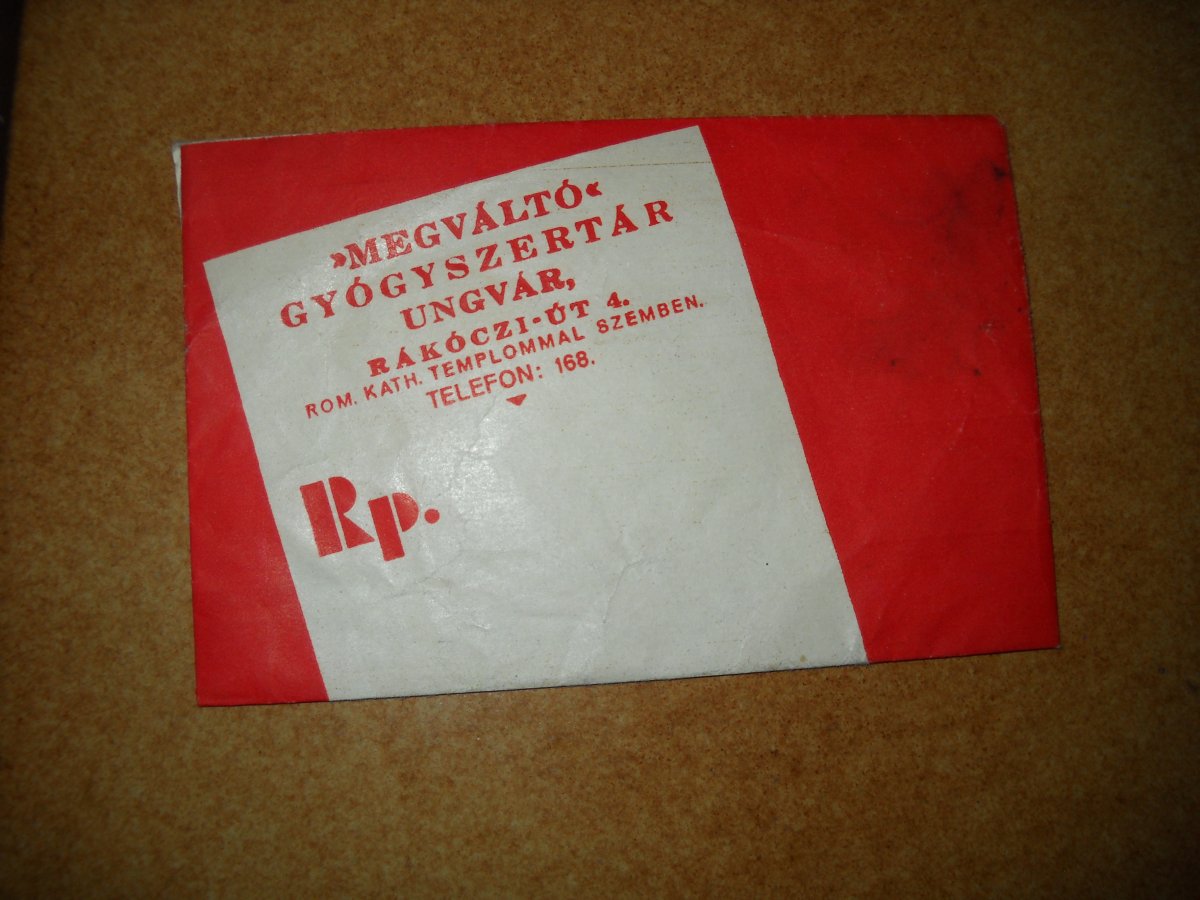 »MEGVÁLTÓ«
GYÓGYSZERTÁR
UNGVÁR,
RÁKÓCZI-ÚT 4.
ROM. KATH. TEMPLOMMAL SZEMBEN.
TELEFON: 168.
Rp.